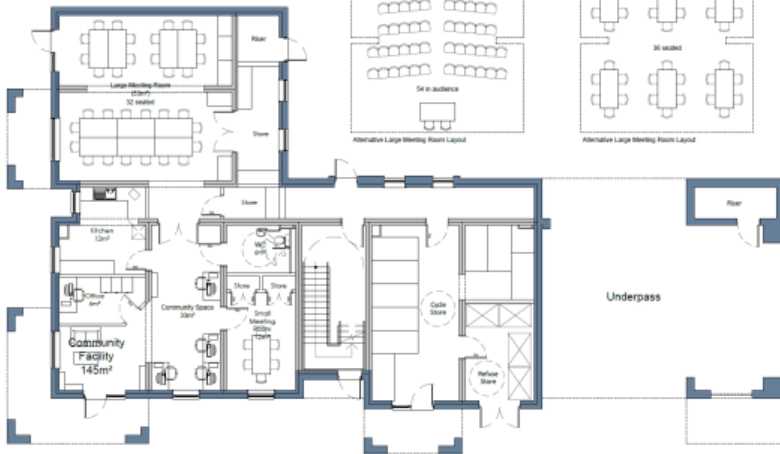 Riser
Large Meeting Room
(53m²)
32 seated
Store
54 in audience
Alternative Large Meeting Room Layout
36 seated
Alternative Large Meeting Room Layout
Store
Riser
Kitchen
12m²
WC
6m²
Office
6m²
Store
Store
Community Space
33m²
Small
Meeting
Room
12m²
Cycle
Store
Underpass
Community
Facility
145m²
Refuse
Store